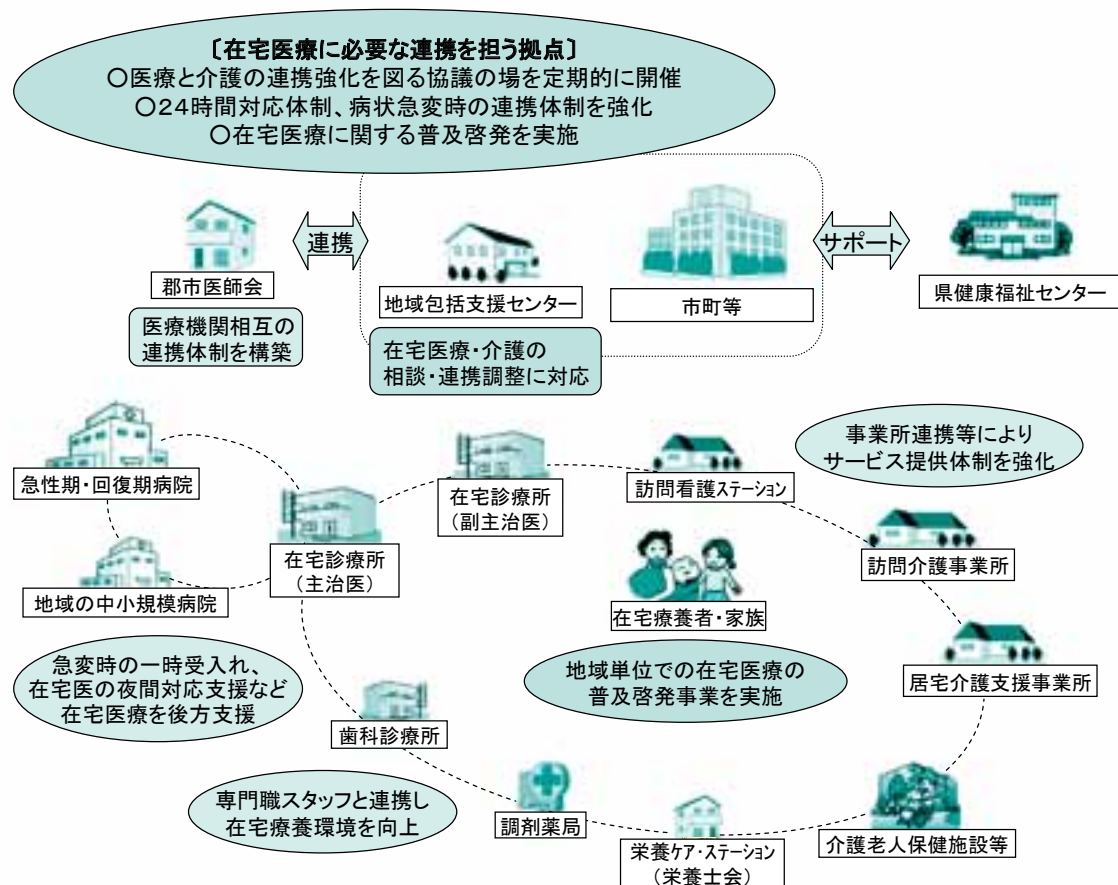 〔在宅医療に必要な連携を担う拠点〕
○医療と介護の連携強化を図る協議の場を定期的に開催
○24時間対応体制、病状急変時の連携体制を強化
○在宅医療に関する普及啓発を実施
連携
サポート
郡市医師会
地域包括支援センター
市町等
県健康福祉センター
医療機関相互の
連携体制を構築
在宅医療・介護の
相談・連携調整に対応
急性期・回復期病院
在宅診療所
（主治医）
在宅診療所
（副主治医）
訪問看護ステーション
事業所連携等により
サービス提供体制を強化
地域の中小規模病院
在宅療養者・家族
訪問介護事業所
急変時の一時受入れ、
在宅医の夜間対応支援など
在宅医療を後方支援
地域単位での在宅医療の
普及啓発事業を実施
居宅介護支援事業所
歯科診療所
専門職スタッフと連携し
在宅療養環境を向上
調剤薬局
栄養ケア・ステーション
（栄養士会）
介護老人保健施設等